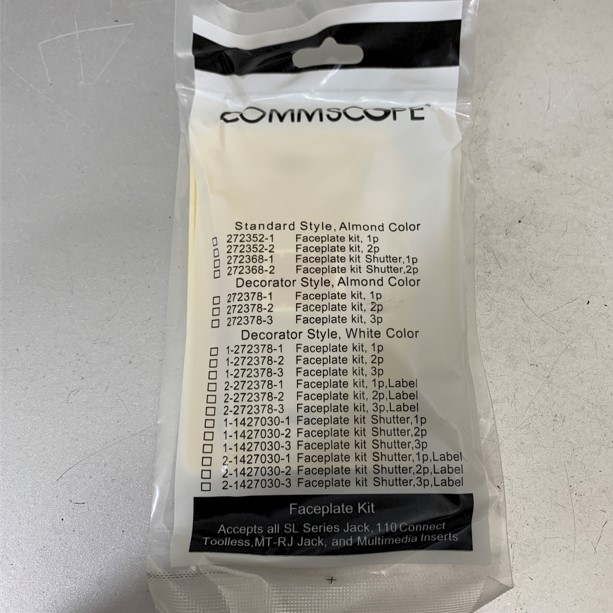 COMMSCOPE®
Standard Style, Almond Color
☐ 272352-1 Faceplate kit, 1p
☐ 272352-2 Faceplate kit, 2p
☐ 272368-1 Faceplate kit Shutter,1p
☐ 272368-2 Faceplate kit Shutter,2p
Decorator Style, Almond Color
☐ 272378-1 Faceplate kit, 1p
☐ 272378-2 Faceplate kit, 2p
☐ 272378-3 Faceplate kit, 3p
Decorator Style, White Color
☐ 1-272378-1 Faceplate kit, 1p
☐ 1-272378-2 Faceplate kit, 2p
☐ 1-272378-3 Faceplate kit, 3p
☐ 2-272378-1 Faceplate kit, 1p,Label
☐ 2-272378-2 Faceplate kit, 2p,Label
☐ 2-272378-3 Faceplate kit, 3p,Label
☐ 1-1427030-1 Faceplate kit Shutter,1p
☐ 1-1427030-2 Faceplate kit Shutter,2p
☐ 1-1427030-3 Faceplate kit Shutter,3p
☐ 2-1427030-1 Faceplate kit Shutter,1p,Label
☐ 2-1427030-2 Faceplate kit Shutter,2p,Label
☐ 2-1427030-3 Faceplate kit Shutter,3p,Label
Faceplate Kit
Accepts all SL Series Jack, 110 Connect
Toolless,MT-RJ Jack, and Multimedia Inserts